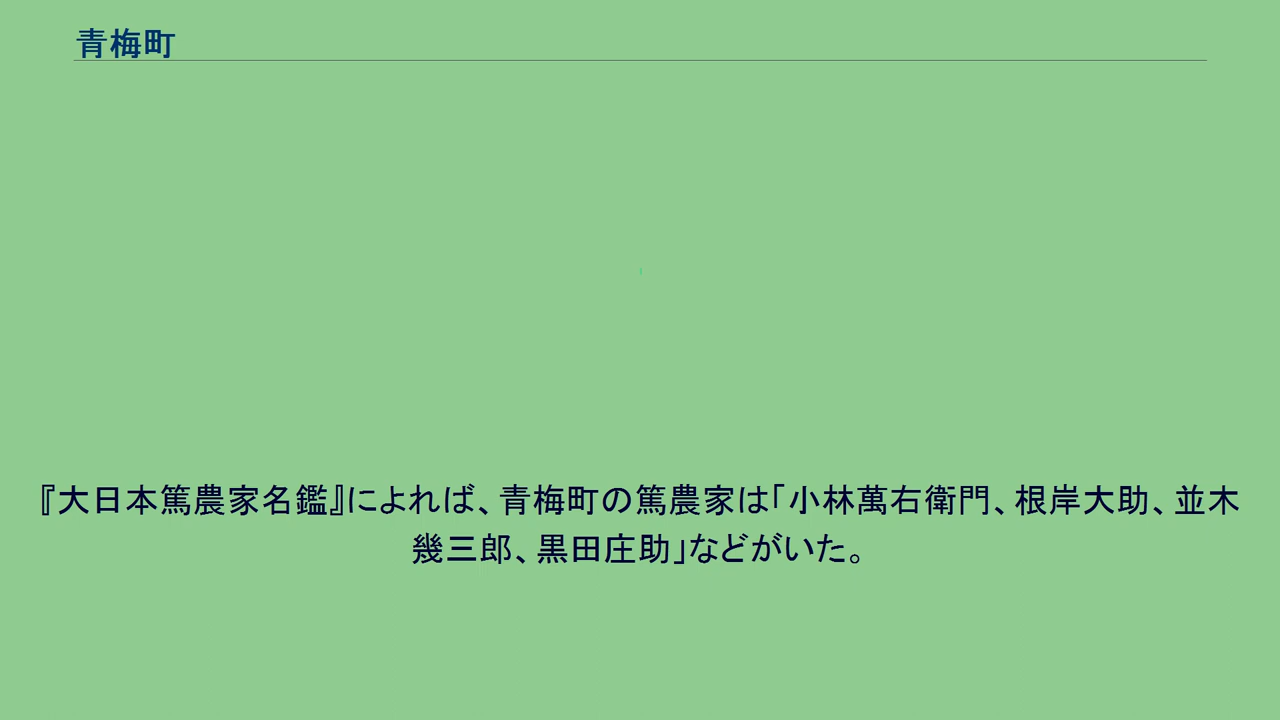 青梅町
『大日本篤農家名鑑』によれば、青梅町の篤農家は「小林萬右衛門、根岸大助、並木
幾三郎、黒田庄助」などがいた。